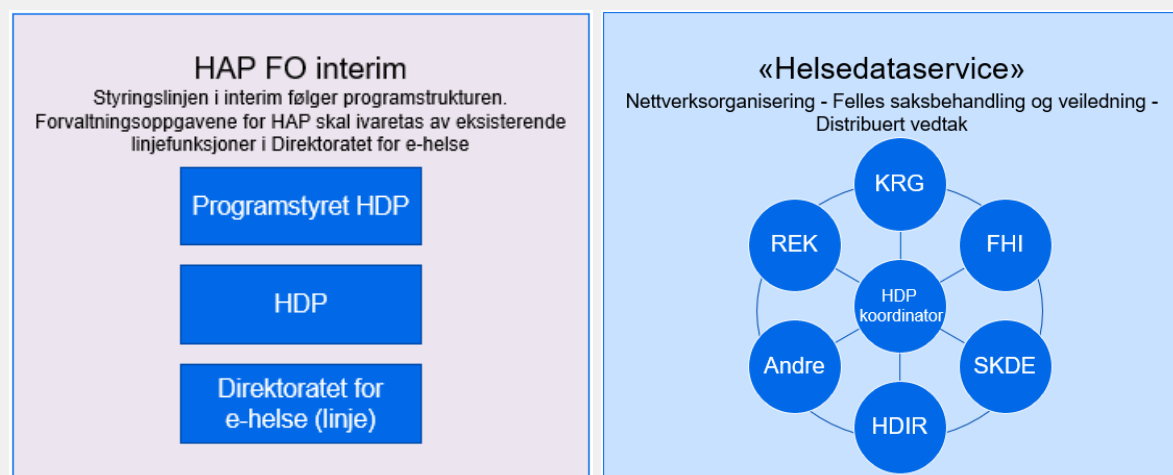 HAP FO interim
Styringslinjen i interim følger programstrukturen.
Forvaltningsoppgavene for HAP skal ivaretas av eksisterende
linjefunksjoner i Direktoratet for e-helse
Programstyret HDP
HDP
Direktoratet for
e-helse (linje)
«Helsedataservice»
Nettverksorganisering - Felles saksbehandling og veiledning -
Distribuert vedtak
KRG
REK
FHI
HDP
koordinator
Andre
SKDE
HDIR